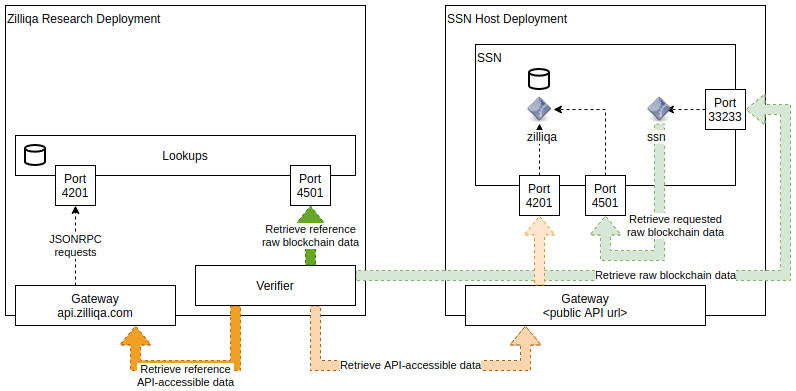 Zilliqa Research Deployment
Lookups
Port
4201
Port
4501
JSONRPC
requests
Retrieve reference
raw blockchain data
Verifier
Gateway
api.zilliqa.com
Retrieve reference
API-accessible data
SSN Host Deployment
SSN
zilliqa
ssn
Port
33233
Port
4201
Port
4501
Retrieve requested
raw blockchain data
Retrieve raw blockchain data
Gateway
<public API url>
Retrieve API-accessible data